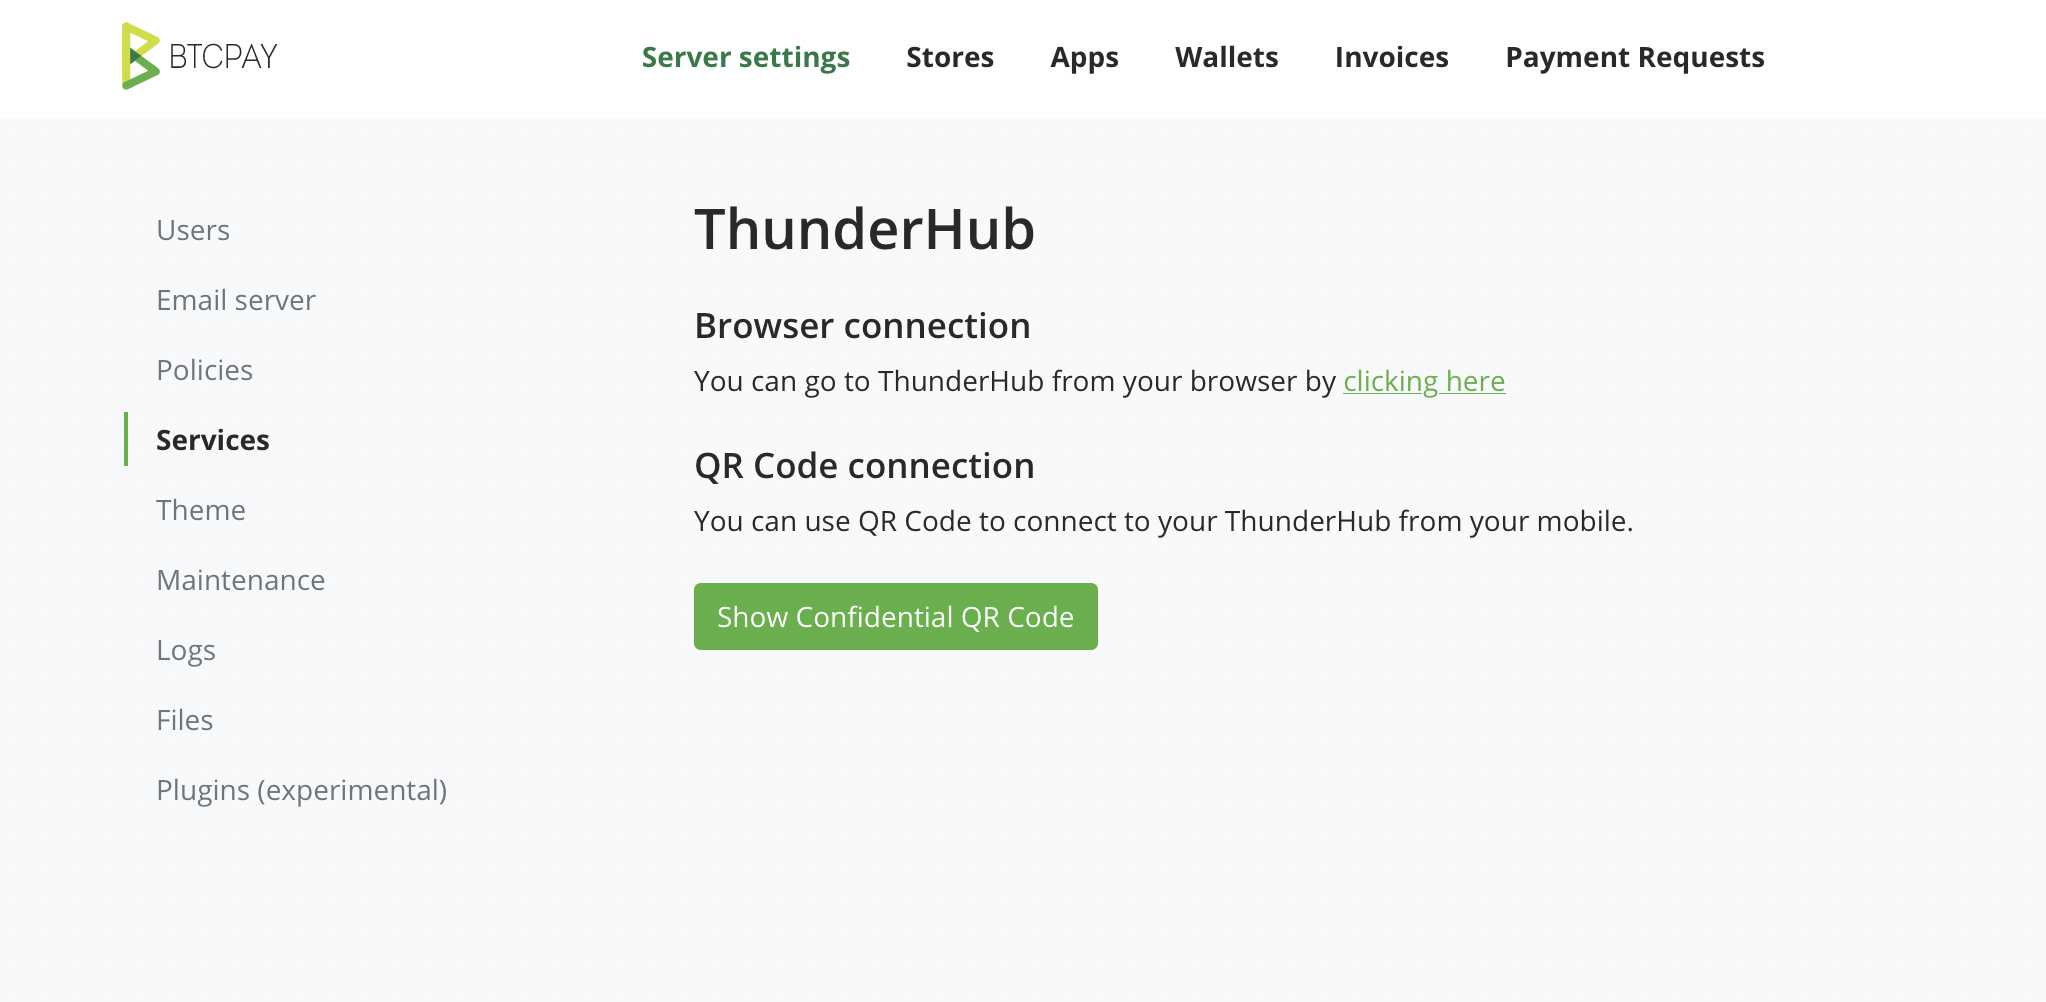 BTCPAY
Server settings
Stores
Apps
Wallets
Invoices
Payment Requests
Users
Email server
Policies
Services
Theme
Maintenance
Logs
Files
Plugins (experimental)
ThunderHub
Browser connection
You can go to ThunderHub from your browser by clicking here
QR Code connection
You can use QR Code to connect to your ThunderHub from your mobile.
Show Confidential QR Code